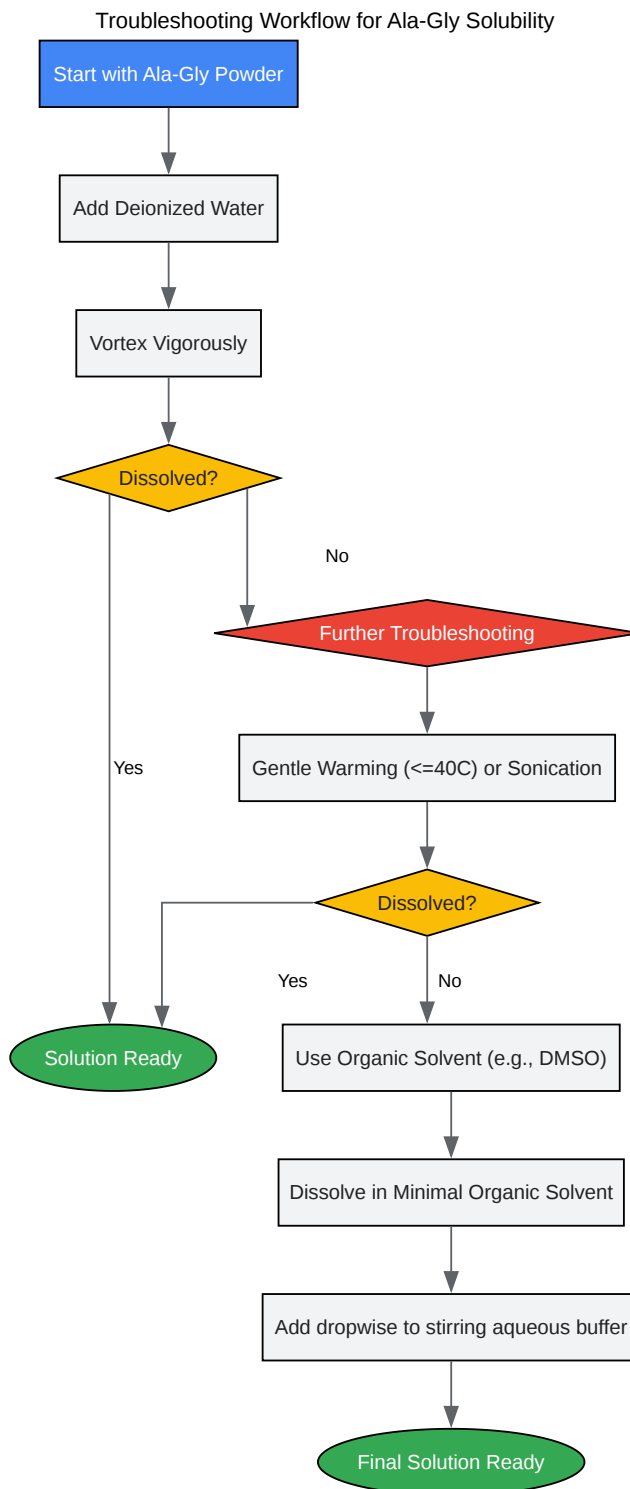 Troubleshooting Workflow for Ala-Gly Solubility
Start with Ala-Gly Powder
Add Deionized Water
Vortex Vigorously
Dissolved?
No
Further Troubleshooting
Yes
Gentle Warming (<=40C) or Sonication
Dissolved?
Yes
No
Solution Ready
Use Organic Solvent (e.g., DMSO)
Dissolve in Minimal Organic Solvent
Add dropwise to stirring aqueous buffer
Final Solution Ready